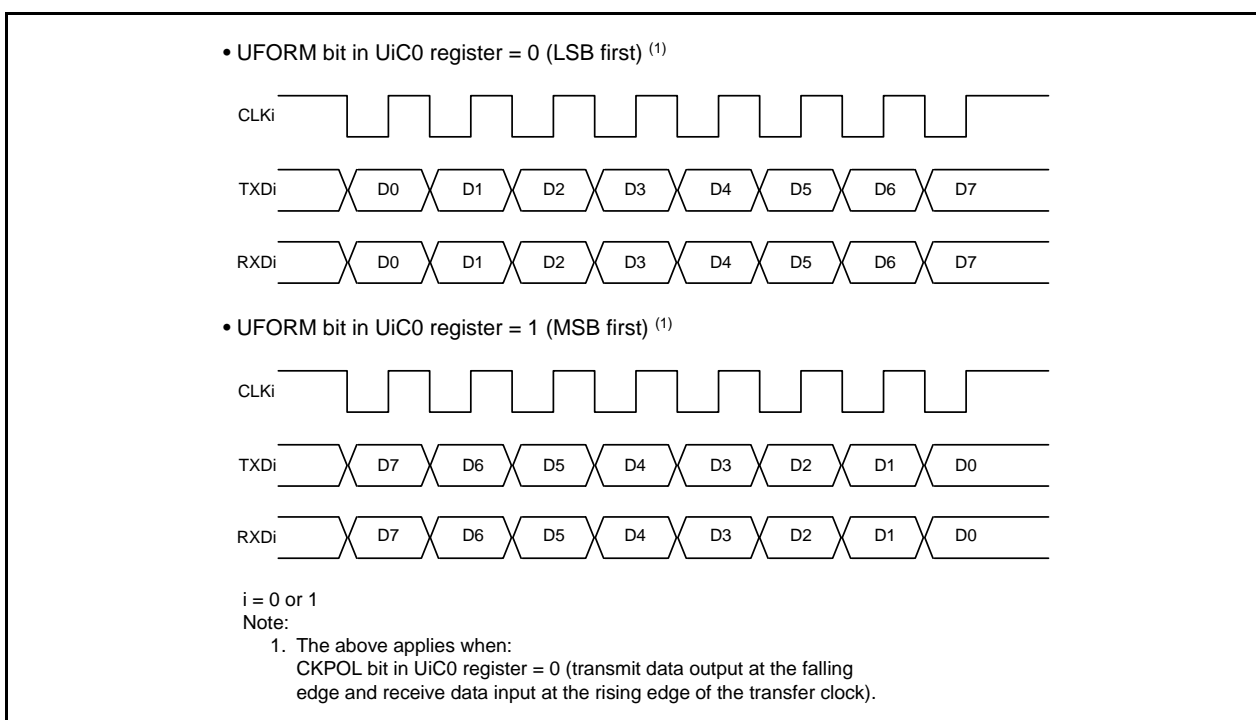 • UFORM bit in UiC0 register = 0 (LSB first) (1)
CLKi
TXDi D0 D1 D2 D3 D4 D5 D6 D7
RXDi D0 D1 D2 D3 D4 D5 D6 D7
• UFORM bit in UiC0 register = 1 (MSB first) (1)
CLKi
TXDi D7 D6 D5 D4 D3 D2 D1 D0
RXDi D7 D6 D5 D4 D3 D2 D1 D0
i = 0 or 1
Note:
1. The above applies when:
CKPOL bit in UiC0 register = 0 (transmit data output at the falling
edge and receive data input at the rising edge of the transfer clock).